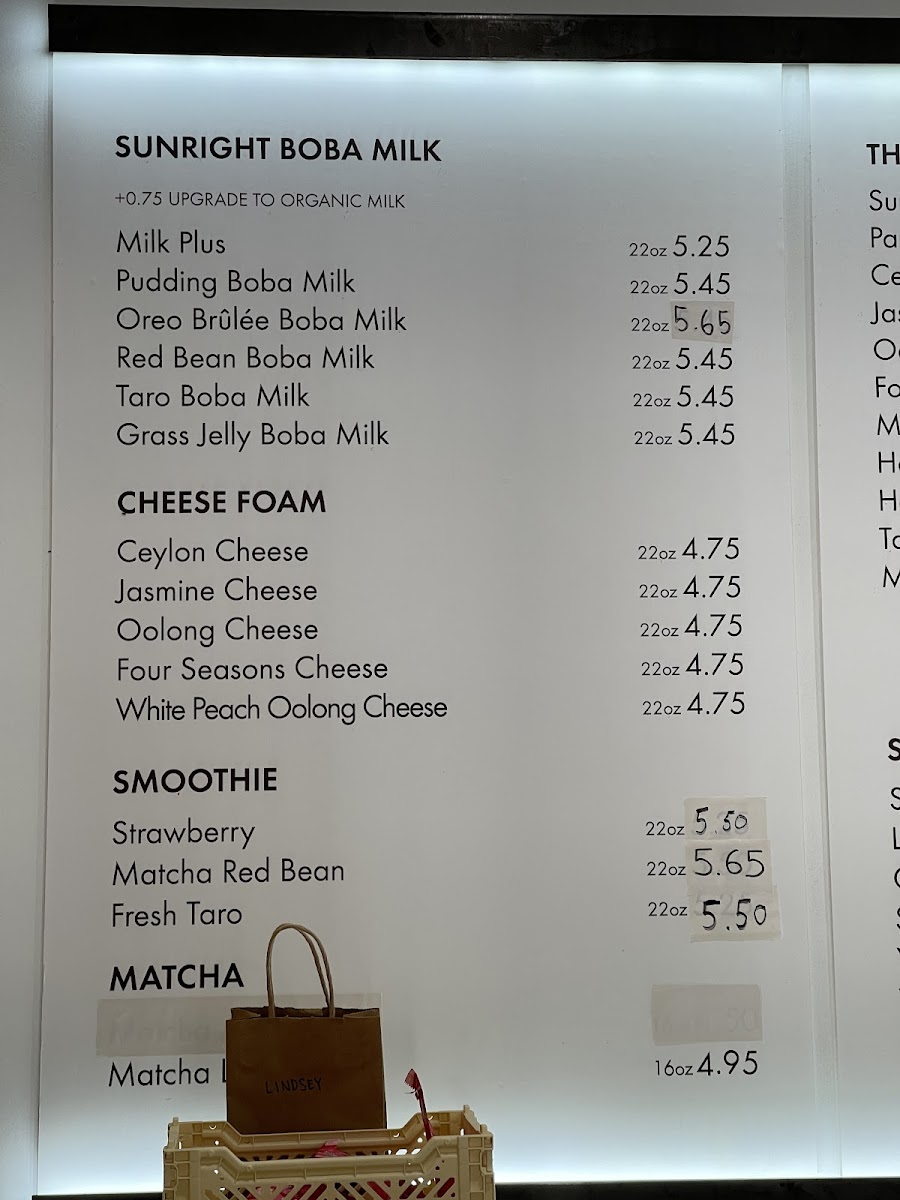 SUNRIGHT BOBA MILK
+0.75 UPGRADE TO ORGANIC MILK
Milk Plus 22oz 5.25
Pudding Boba Milk 22oz 5.45
Oreo Brûlée Boba Milk 22oz 5.65
Red Bean Boba Milk 22oz 5.45
Taro Boba Milk 22oz 5.45
Grass Jelly Boba Milk 22oz 5.45
CHEESE FOAM
Ceylon Cheese 22oz 4.75
Jasmine Cheese 22oz 4.75
Oolong Cheese 22oz 4.75
Four Seasons Cheese 22oz 4.75
White Peach Oolong Cheese 22oz 4.75
SMOOTHIE
Strawberry 22oz 5.50
Matcha Red Bean 22oz 5.65
Fresh Taro 22oz 5.50
MATCHA
Matcha 16oz 4.95
LINDSEY